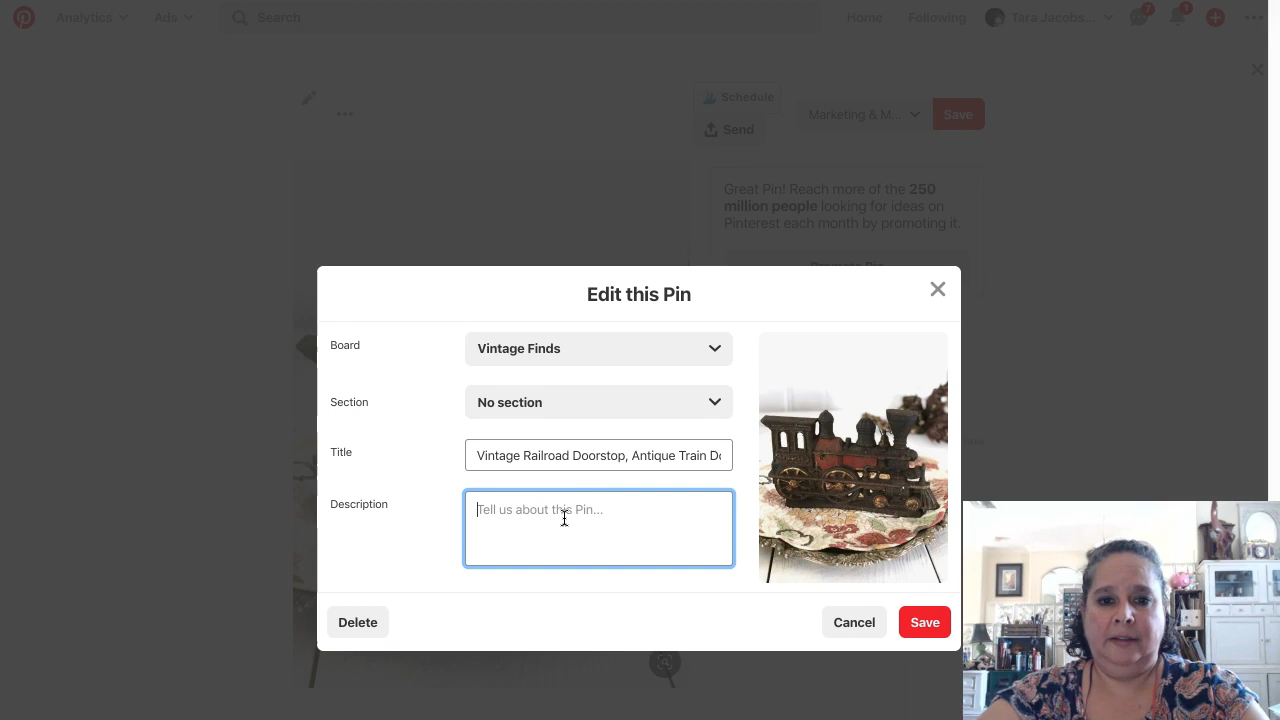 Analytics
Ads
Search
Home
Following
Tara Jacobs...
7
1
Schedule
Send
Marketing & M...
Save
Great Pin! Reach more of the 250
million people looking for ideas on
Pinterest each month by promoting it.
Promote Pin
Edit this Pin
Board
Vintage Finds
Section
No section
Title
Vintage Railroad Doorstop, Antique Train Do
Description
Tell us about this Pin...
Delete
Cancel
Save